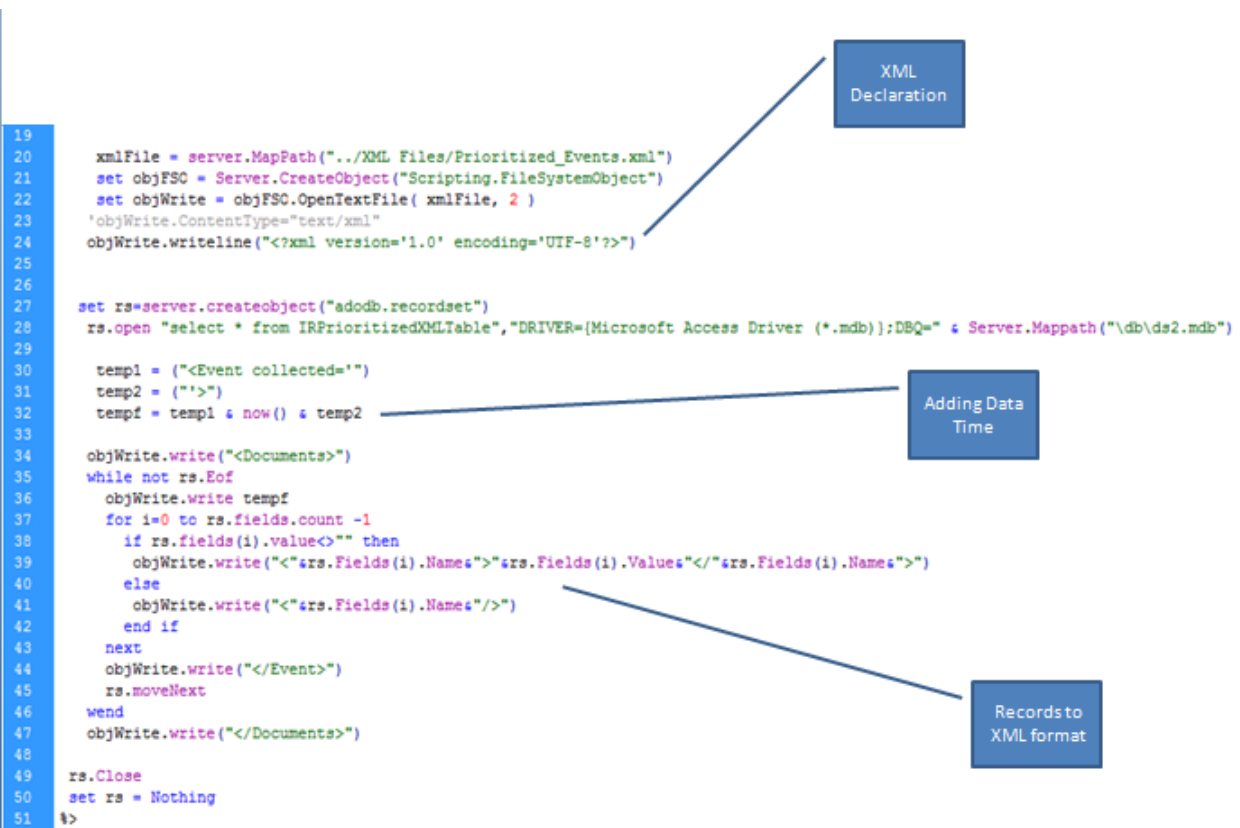 XML
Declaration
19
20 xmlFile = server.MapPath("../XML Files/Prioritized_Events.xml")
21 set objFSO = Server.CreateObject("Scripting.FileSystemObject")
22 set objWrite = objFSO.OpenTextFile( xmlFile, 2 )
23 'objWrite.ContentType="text/xml"
24 objWrite.writeline("<?xml version='1.0' encoding='UTF-8'?>")
25
26
27 set rs=server.createobject("adodb.recordset")
28 rs.open "select * from IRPrioritizedXMLTable","DRIVER={Microsoft Access Driver (*.mdb)};DBQ=" & Server.Mappath("\db\ds2.mdb")
29
30 temp1 = ("<Event collected='")
31 temp2 = ("'>")
32 tempf = temp1 & now() & temp2
Adding Data
Time
33
34 objWrite.write("<Documents>")
35 while not rs.Eof
36 objWrite.write tempf
37 for i=0 to rs.fields.count -1
38 if rs.fields(i).value<>"" then
39 objWrite.write("<"&rs.Fields(i).Name&">"&rs.Fields(i).Value&"</"&rs.Fields(i).Name&">")
40 else
41 objWrite.write("<"&rs.Fields(i).Name&"/>")
42 end if
43 next
44 objWrite.write("</Event>")
45 rs.moveNext
46 wend
47 objWrite.write("</Documents>")
Records to
XML format
48
49 rs.Close
50 set rs = Nothing
51 %>